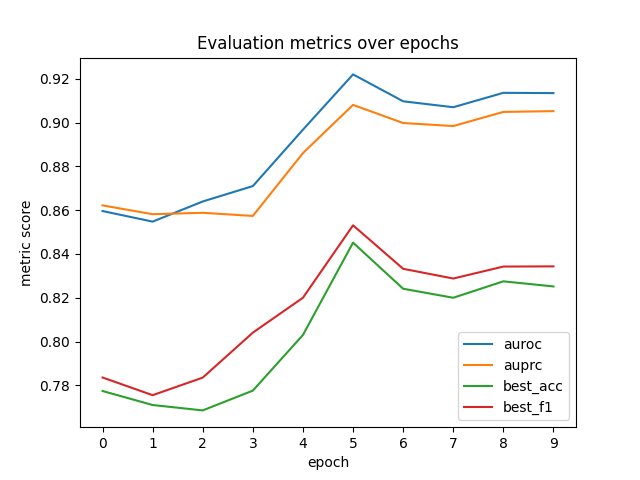 Evaluation metrics over epochs
metric score
0.92
0.90
0.88
0.86
0.84
0.82
0.80
0.78
auroc
auprc
best_acc
best_f1
0 1 2 3 4 5 6 7 8 9
epoch